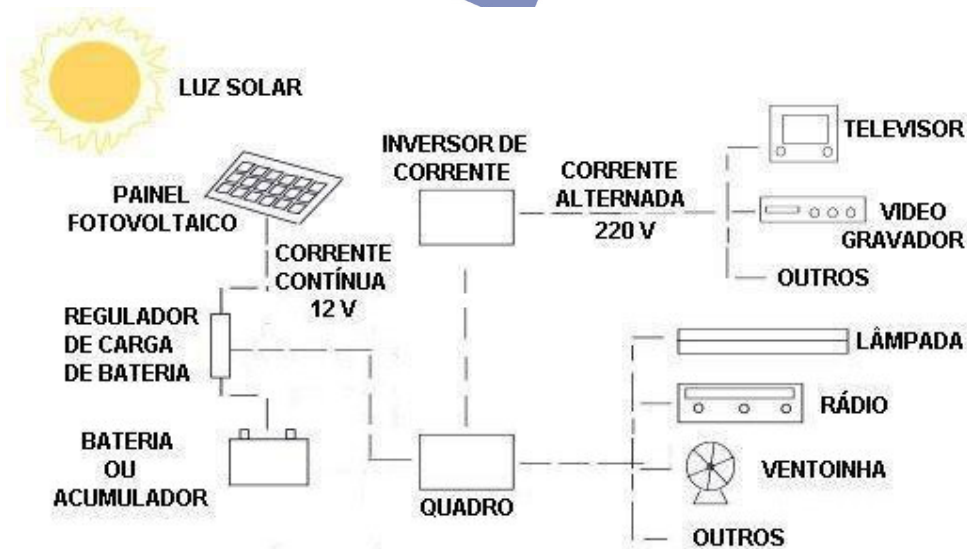 LUZ SOLAR
PAINEL
FOTOVOLTAICO
CORRENTE
CONTÍNUA
12 V
REGULADOR
DE CARGA
DE BATERIA
BATERIA
OU
ACUMULADOR
INVERSOR DE
CORRENTE
CORRENTE
ALTERNADA
220 V
TELEVISOR
VIDEO
GRAVADOR
OUTROS
QUADRO
LÂMPADA
RÁDIO
VENTOINHA
OUTROS